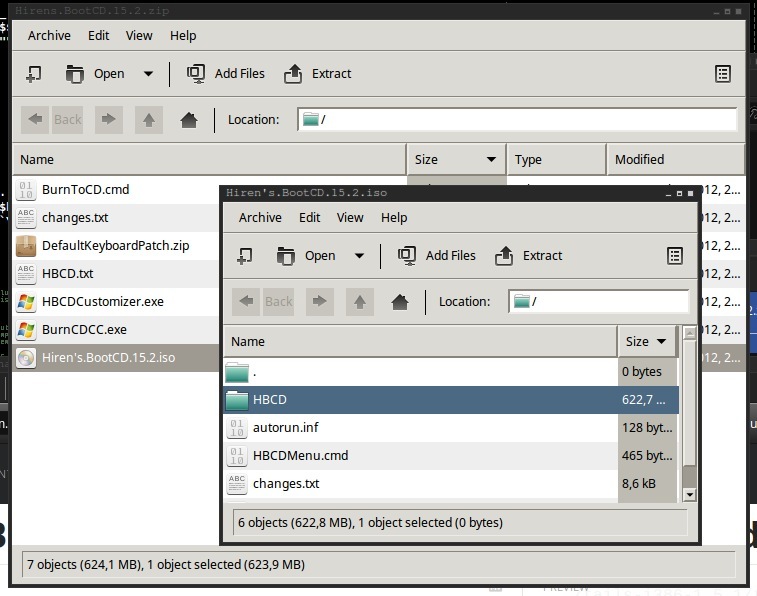 Hirens.BootCD.15.2.zip
Archive Edit View Help
Open Add Files Extract
Back Location: /
Name Size Type Modified
BurnToCD.cmd
changes.txt 012, 2...
DefaultKeyboardPatch.zip 012, 2...
HBCD.txt 012, 2...
HBCDCustomizer.exe 012, 2...
BurnCDCC.exe 012, 2...
Hiren's.BootCD.15.2.iso 012, 2...
7 objects (624,1 MB), 1 object selected (623,9 MB)
Hiren's.BootCD.15.2.iso
Archive Edit View Help
Open Add Files Extract
Back Location: /
Name Size
. 0 bytes
HBCD 622,7 ...
autorun.inf 128 byt...
HBCDMenu.cmd 465 byt...
changes.txt 8,6 kB
6 objects (622,8 MB), 1 object selected (0 bytes)
PREVIEW